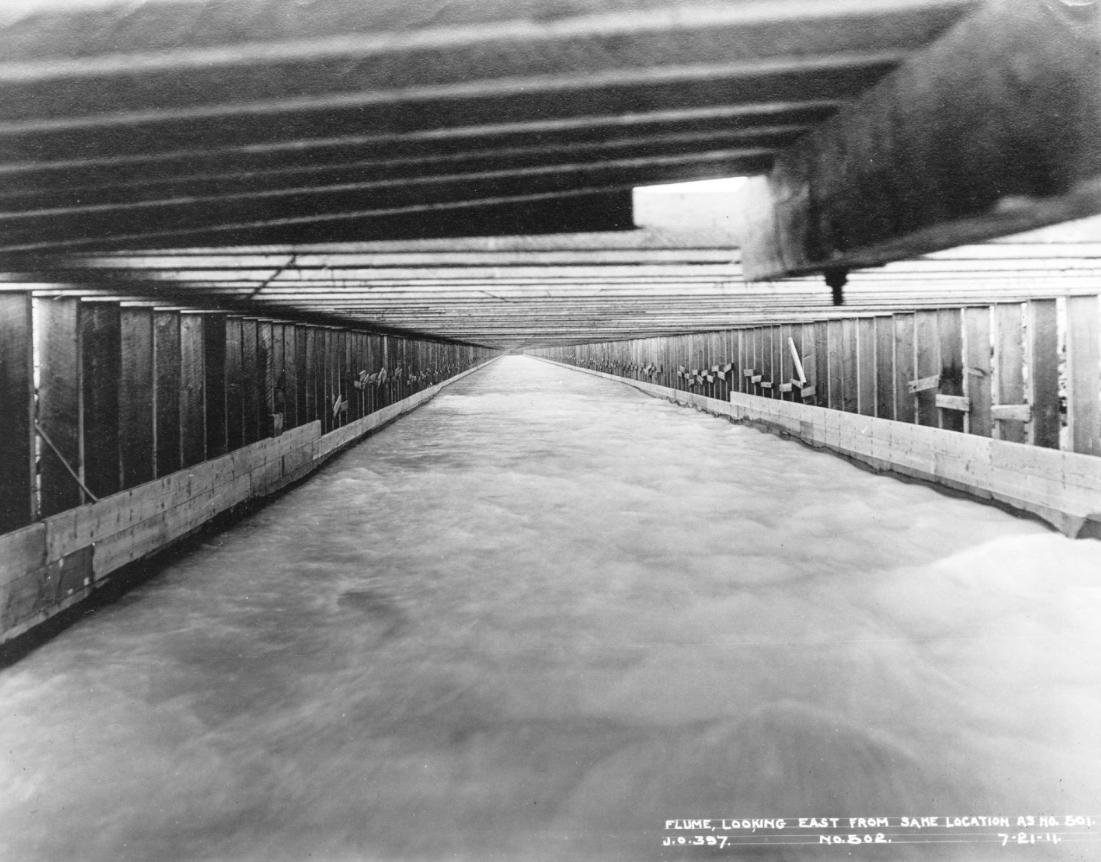 FLUME, LOOKING EAST FROM SAME LOCATION AS NO. 501.
J.O.397. NO.502. 7-21-11.